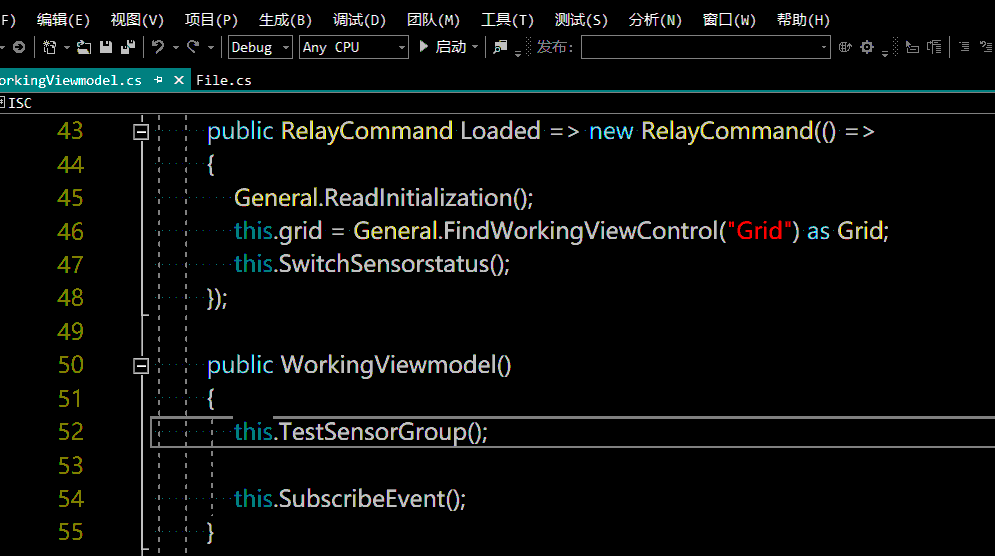 F) 编辑(E) 视图(V) 项目(P) 生成(B) 调试(D) 团队(M) 工具(T) 测试(S) 分析(N) 窗口(W) 帮助(H)
Debug Any CPU 启动 发布:
orkingViewmodel.cs File.cs
ISC
43 public RelayCommand Loaded => new RelayCommand(() =>
44 {
45 General.ReadInitialization();
46 this.grid = General.FindWorkingViewControl("Grid") as Grid;
47 this.SwitchSensorstatus();
48 });
49
50 public WorkingViewmodel()
51 {
52 this.TestSensorGroup();
53
54 this.SubscribeEvent();
55 }